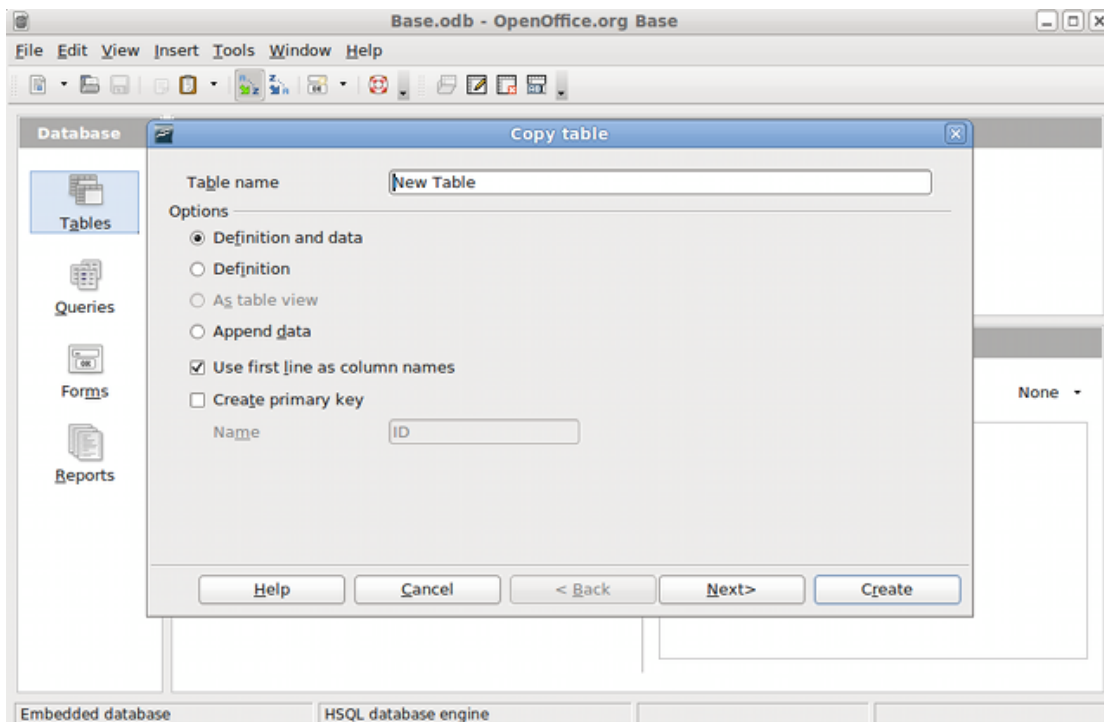 Base.odb - OpenOffice.org Base
File Edit View Insert Tools Window Help
Database
Copy table
Table name New Table
Options
Tables
Definition and data
Definition
Queries
As table view
Append data
Use first line as column names
Forms
Create primary key
None
Name ID
Reports
Help Cancel < Back Next> Create
Embedded database HSQL database engine